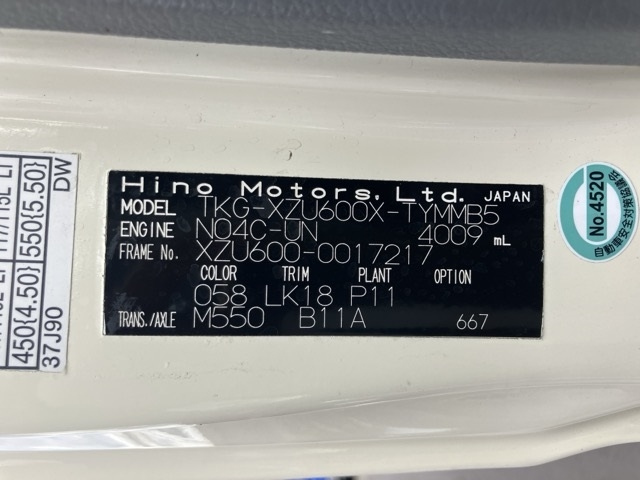 Hino Motors, Ltd. JAPAN
MODEL TKG-XZU600X-TYMMB5
ENGINE N04C-UN 4009 mL
FRAME No. XZU600-0017217
COLOR TRIM PLANT OPTION
058 LK18 P11
TRANS./AXLE M550 B11A 667
450{4.50} 550{5.50}
37J90 DW
No.4520